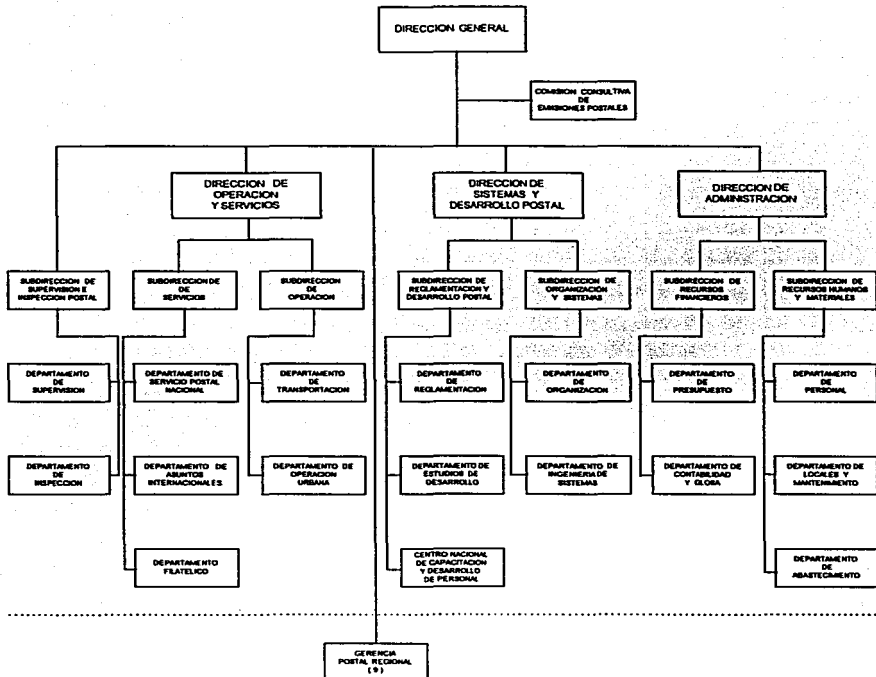 DIRECCION GENERAL
COMISION CONSULTIVA
DE
EMISIONES POSTALES
DIRECCION DE
OPERACION
Y SERVICIOS
DIRECCION DE
SISTEMAS Y
DESARROLLO POSTAL
DIRECCION DE
ADMINISTRACION
SUBDIRECCION DE
SUPERVISION E
INSPECCION POSTAL
SUBDIRECCION DE
DE
SERVICIOS
SUBDIRECCION
DE
OPERACION
SUBDIRECCION DE
REGLAMENTACION Y
DESARROLLO POSTAL
SUBDIRECCION DE
ORGANIZACION
Y SISTEMAS
SUBDIRECCION DE
RECURSOS
FINANCIEROS
SUBDIRECCION DE
RECURSOS HUMANOS
Y MATERIALES
DEPARTAMENTO
DE
SUPERVISION
DEPARTAMENTO DE
SERVICIO POSTAL
NACIONAL
DEPARTAMENTO
DE
TRANSPORTACION
DEPARTAMENTO
DE
REGLAMENTACION
DEPARTAMENTO
DE
ORGANIZACION
DEPARTAMENTO
DE
PRESUPUESTO
DEPARTAMENTO
DE
PERSONAL
DEPARTAMENTO
DE
INSPECCION
DEPARTAMENTO DE
ASUNTOS
INTERNACIONALES
DEPARTAMENTO DE
OPERACION
URBANA
DEPARTAMENTO DE
ESTUDIOS DE
DESARROLLO
DEPARTAMENTO DE
INGENIERIA DE
SISTEMAS
DEPARTAMENTO DE
CONTABILIDAD
Y GLOSA
DEPARTAMENTO
DE LOCALES Y
MANTENIMIENTO
DEPARTAMENTO
FILATELICO
CENTRO NACIONAL
DE CAPACITACION
Y DESARROLLO
DE PERSONAL
DEPARTAMENTO
DE
ABASTECIMIENTO
GERENCIA
POSTAL REGIONAL
( 9 )